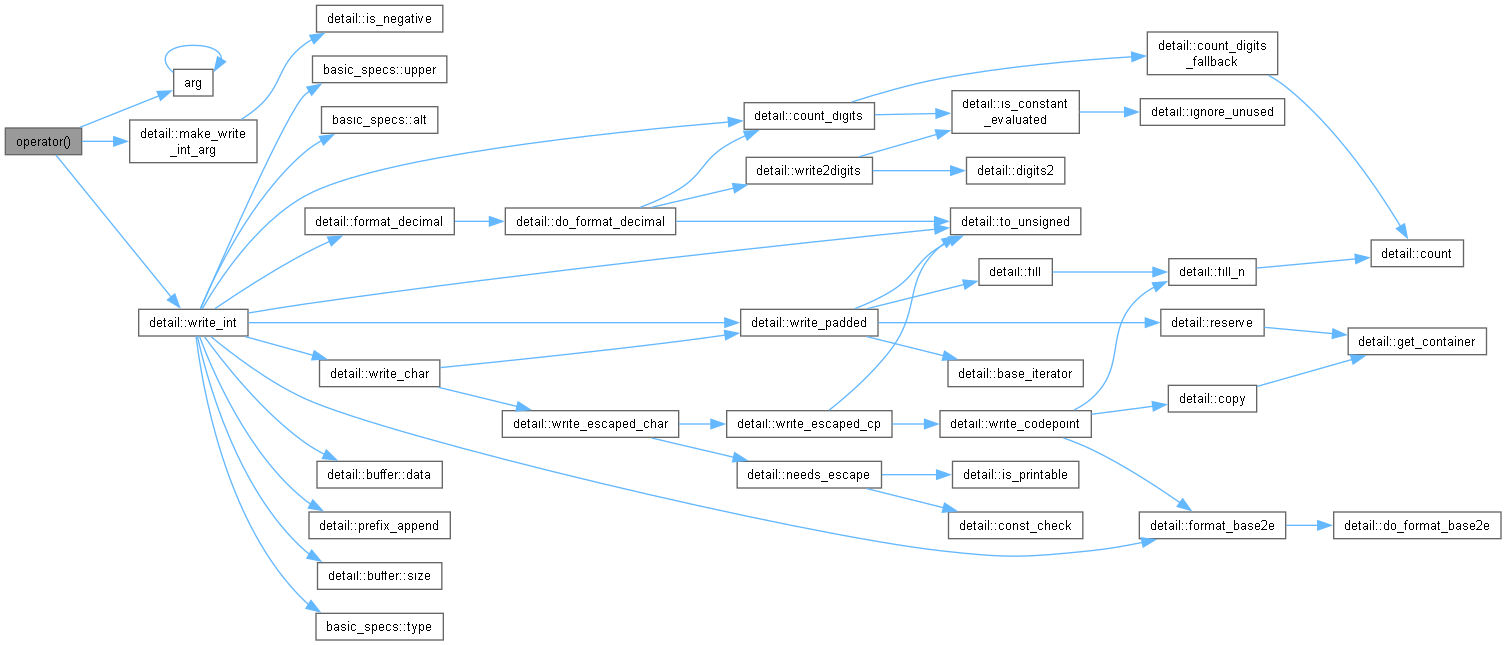 operator()
arg
detail::make_write
_int_arg
detail::write_int
detail::is_negative
basic_specs::upper
basic_specs::alt
detail::format_decimal
detail::write_char
detail::buffer::data
detail::prefix_append
detail::buffer::size
basic_specs::type
detail::do_format_decimal
detail::write_escaped_char
detail::count_digits
detail::write2digits
detail::write_padded
detail::write_escaped_cp
detail::needs_escape
detail::is_constant
_evaluated
detail::digits2
detail::to_unsigned
detail::fill
detail::base_iterator
detail::write_codepoint
detail::is_printable
detail::const_check
detail::count_digits
_fallback
detail::ignore_unused
detail::fill_n
detail::reserve
detail::copy
detail::format_base2e
detail::count
detail::get_container
detail::do_format_base2e